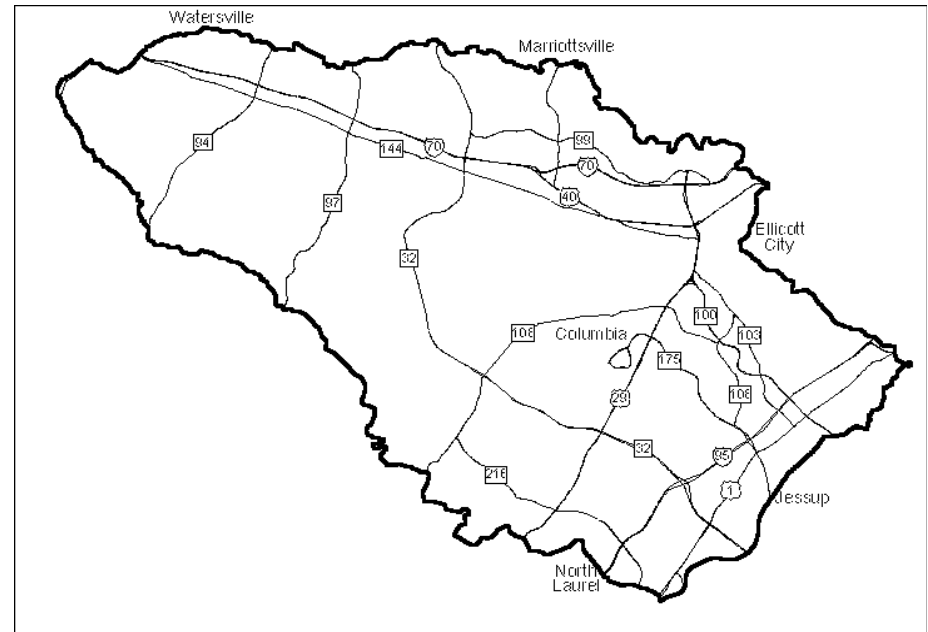 Watersville
Marriottsville
99
94
144
70
70
40
97
Ellicott
City
32
100
108
Columbia
103
175
108
29
32
95
216
1
Jessup
North
Laurel